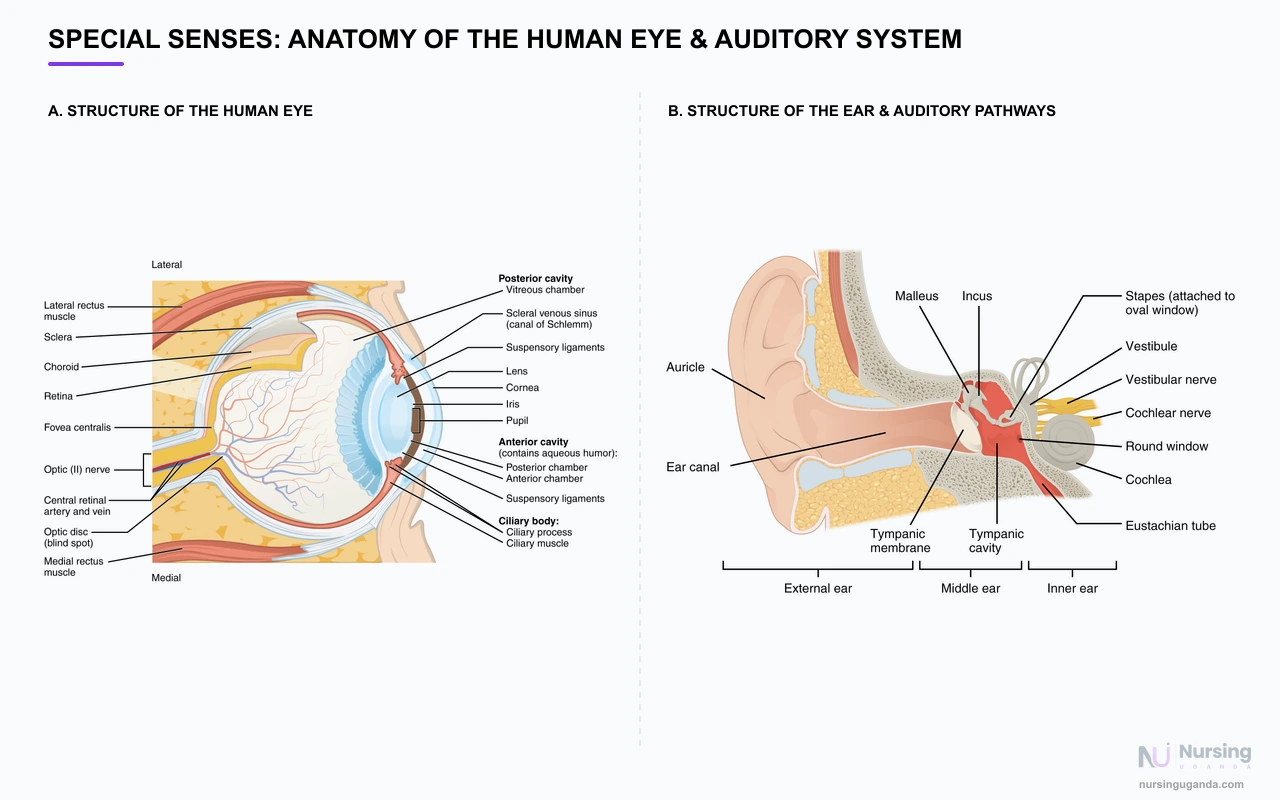 SPECIAL SENSES: ANATOMY OF THE HUMAN EYE & AUDITORY SYSTEM
A. STRUCTURE OF THE HUMAN EYE
Lateral
Lateral rectus
muscle
Sclera
Choroid
Retina
Fovea centralis
Optic (II) nerve
Central retinal
artery and vein
Optic disc
(blind spot)
Medial rectus
muscle
Medial
Posterior cavity
Vitreous chamber
Scleral venous sinus
(canal of Schlemm)
Suspensory ligaments
Lens
Cornea
Iris
Pupil
Anterior cavity
(contains aqueous humor):
Posterior chamber
Anterior chamber
Suspensory ligaments
Ciliary body:
Ciliary process
Ciliary muscle
B. STRUCTURE OF THE EAR & AUDITORY PATHWAYS
Malleus
Incus
Stapes (attached to
oval window)
Vestibule
Vestibular nerve
Cochlear nerve
Round window
Cochlea
Eustachian tube
Auricle
Ear canal
Tympanic
membrane
Tympanic
cavity
External ear
Middle ear
Inner ear
NU Nursing
UGANDA
nursinguganda.com